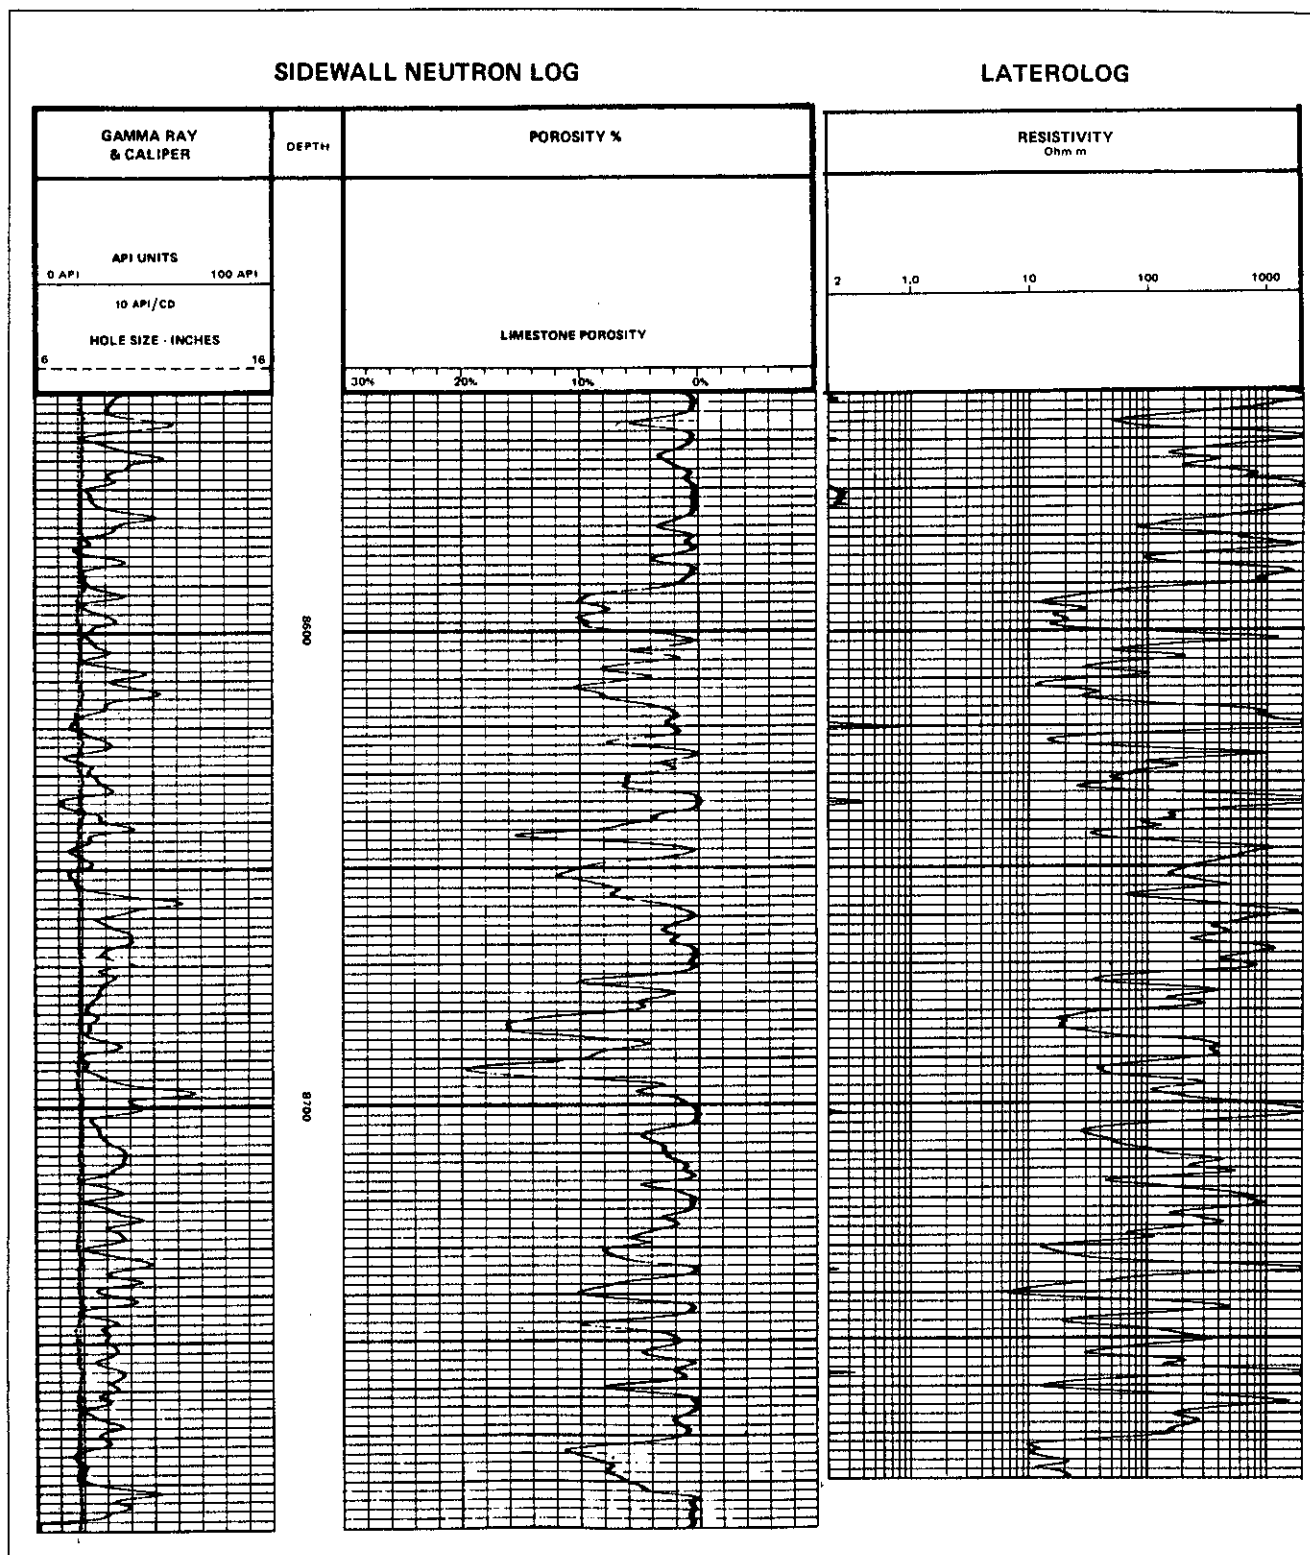 SIDEWALL NEUTRON LOG
LATEROLOG
GAMMA RAY
& CALIPER
DEPTH
POROSITY %
RESISTIVITY
Ohm m
API UNITS
0 API 100 API
10 API/CD
HOLE SIZE - INCHES
6 16
LIMESTONE POROSITY
30% 20% 10% 0%
2 1.0 10 100 1000
8600
8700